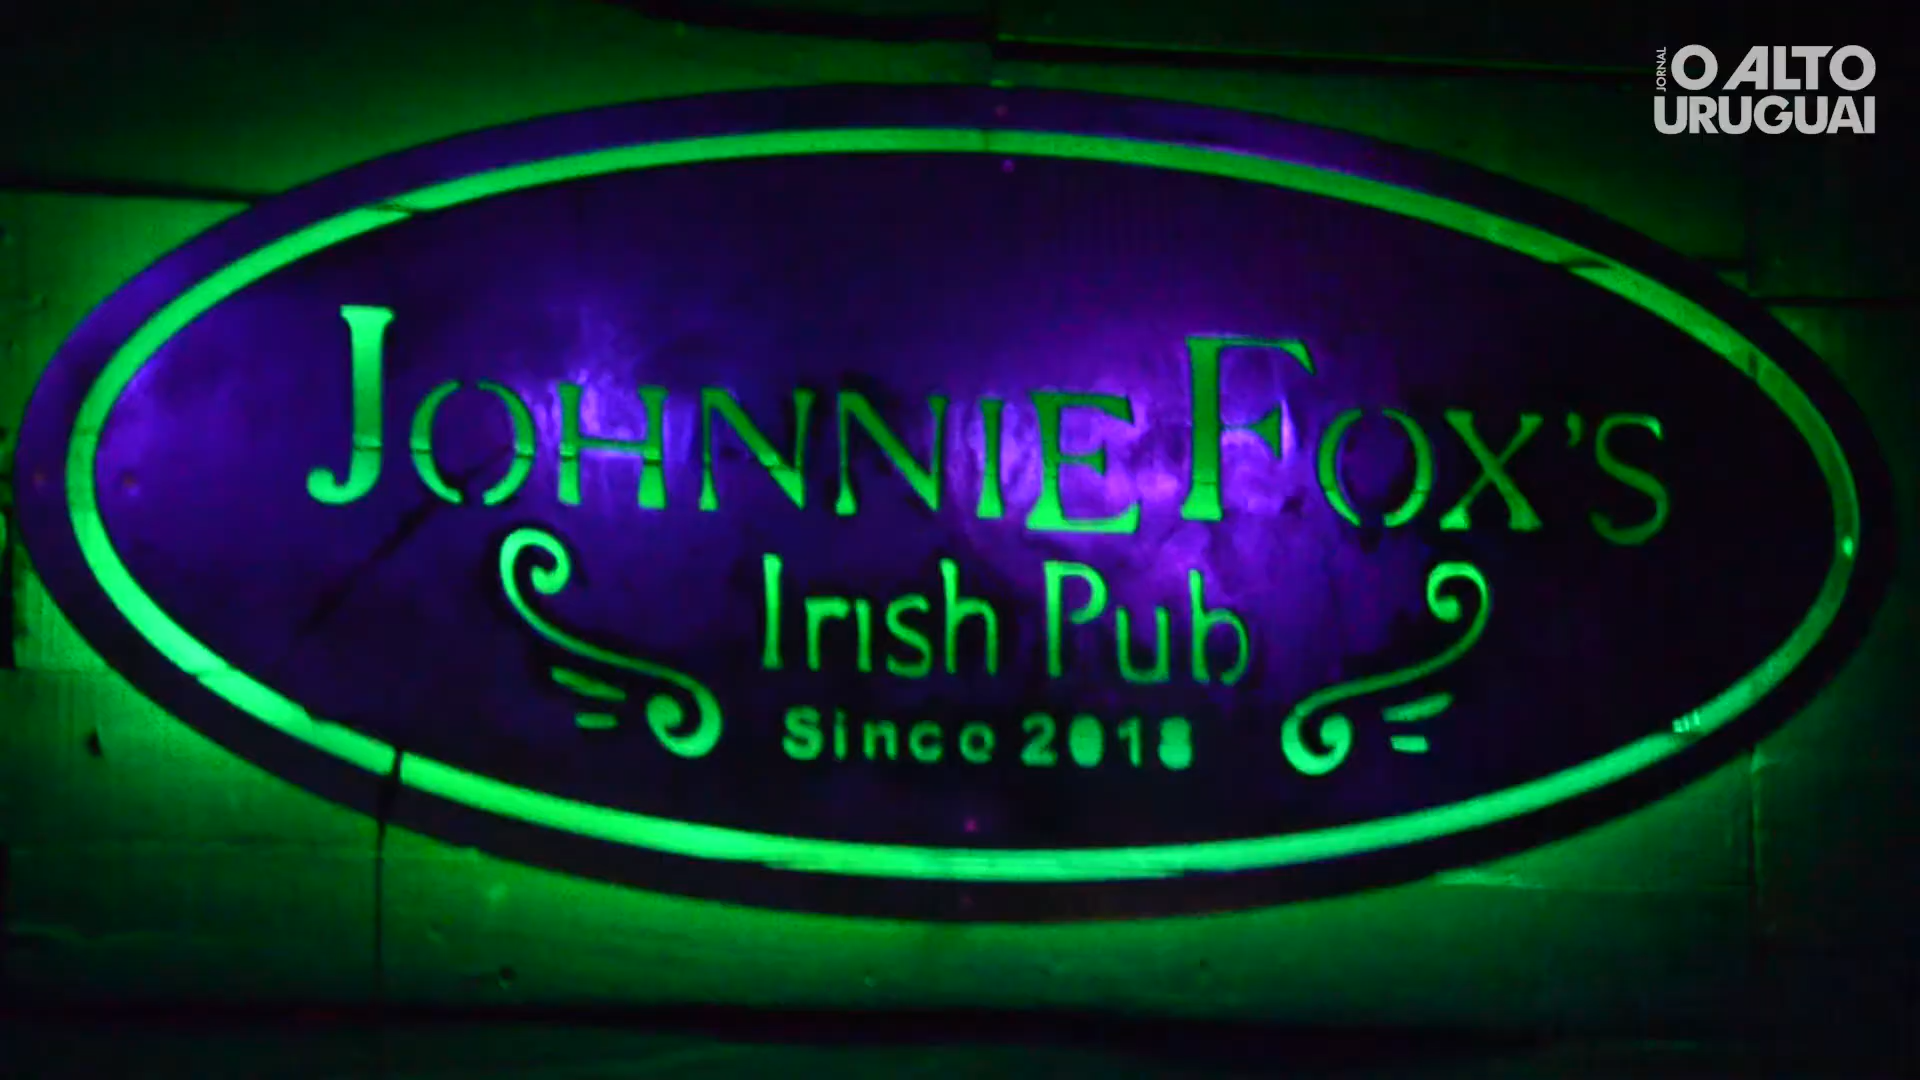 JORNAL
O ALTO
URUGUAI
JOHNNIE FOX'S
Irish Pub
Since 2018